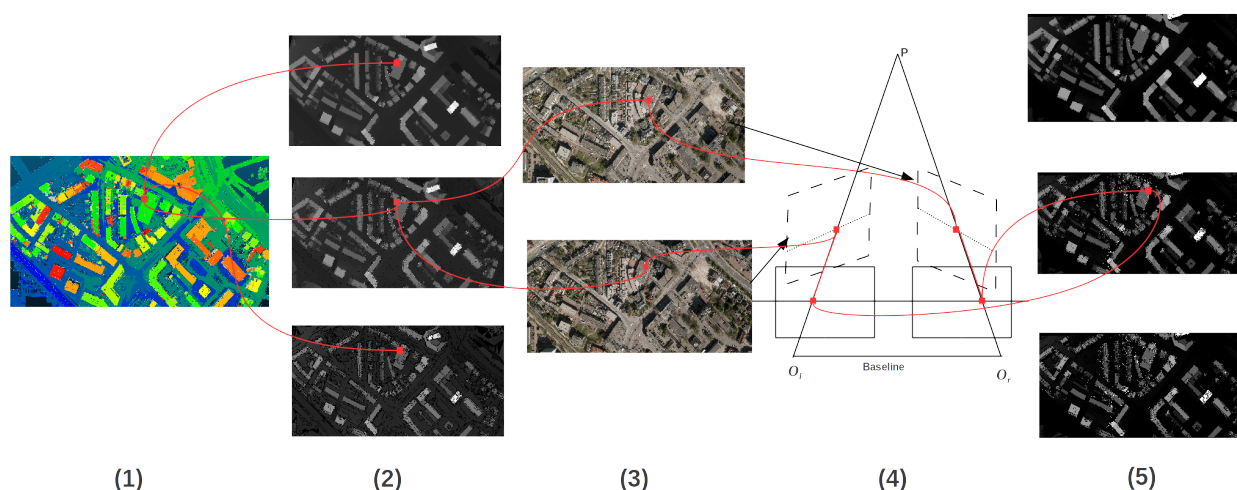 P
Baseline
O_l
O_r
(1)
(2)
(3)
(4)
(5)